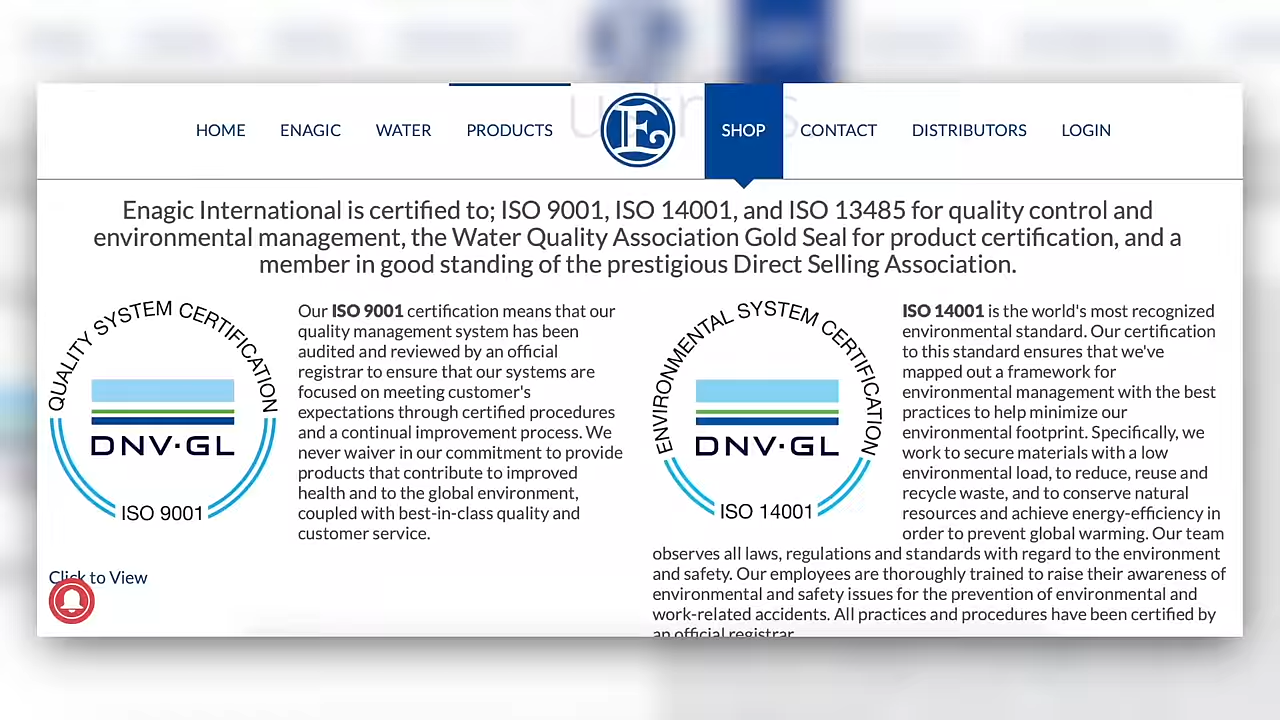 HOME ENAGIC WATER PRODUCTS E SHOP CONTACT DISTRIBUTORS LOGIN
Enagic International is certified to; ISO 9001, ISO 14001, and ISO 13485 for quality control and
environmental management, the Water Quality Association Gold Seal for product certification, and a
member in good standing of the prestigious Direct Selling Association.
QUALITY SYSTEM CERTIFICATION
DNV·GL
ISO 9001
Our ISO 9001 certification means that our
quality management system has been
audited and reviewed by an official
registrar to ensure that our systems are
focused on meeting customer's
expectations through certified procedures
and a continual improvement process. We
never waiver in our commitment to provide
products that contribute to improved
health and to the global environment,
coupled with best-in-class quality and
customer service.
Click to View
ENVIRONMENTAL SYSTEM CERTIFICATION
DNV·GL
ISO 14001
ISO 14001 is the world's most recognized
environmental standard. Our certification
to this standard ensures that we've
mapped out a framework for
environmental management with the best
practices to help minimize our
environmental footprint. Specifically, we
work to secure materials with a low
environmental load, to reduce, reuse and
recycle waste, and to conserve natural
resources and achieve energy-efficiency in
order to prevent global warming. Our team
observes all laws, regulations and standards with regard to the environment
and safety. Our employees are thoroughly trained to raise their awareness of
environmental and safety issues for the prevention of environmental and
work-related accidents. All practices and procedures have been certified by
an official registrar.